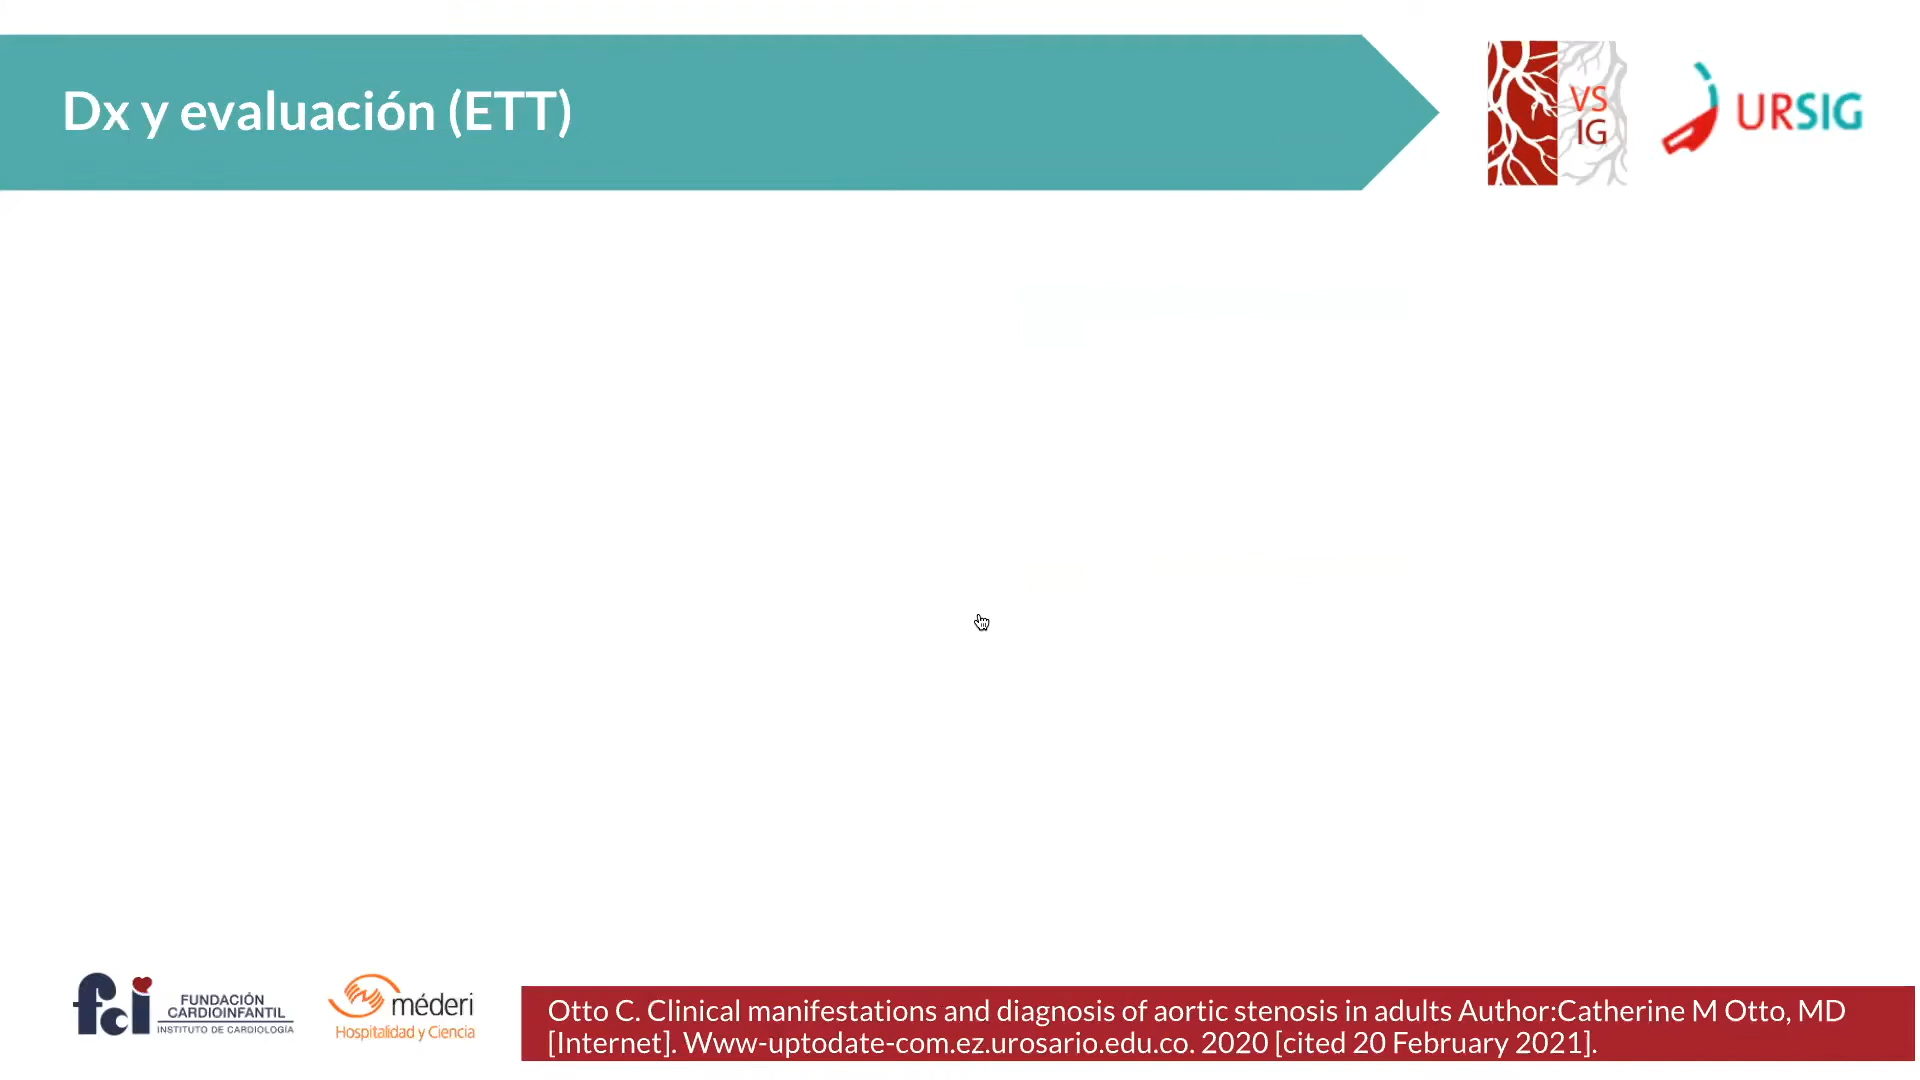 Dx y evaluación (ETT)
VS
IG
URSIG
fci
FUNDACIÓN
CARDIOINFANTIL
INSTITUTO DE CARDIOLOGÍA
méderi
Hospitalidad y Ciencia
Otto C. Clinical manifestations and diagnosis of aortic stenosis in adults Author:Catherine M Otto, MD
[Internet]. Www-uptodate-com.ez.urosario.edu.co. 2020 [cited 20 February 2021].